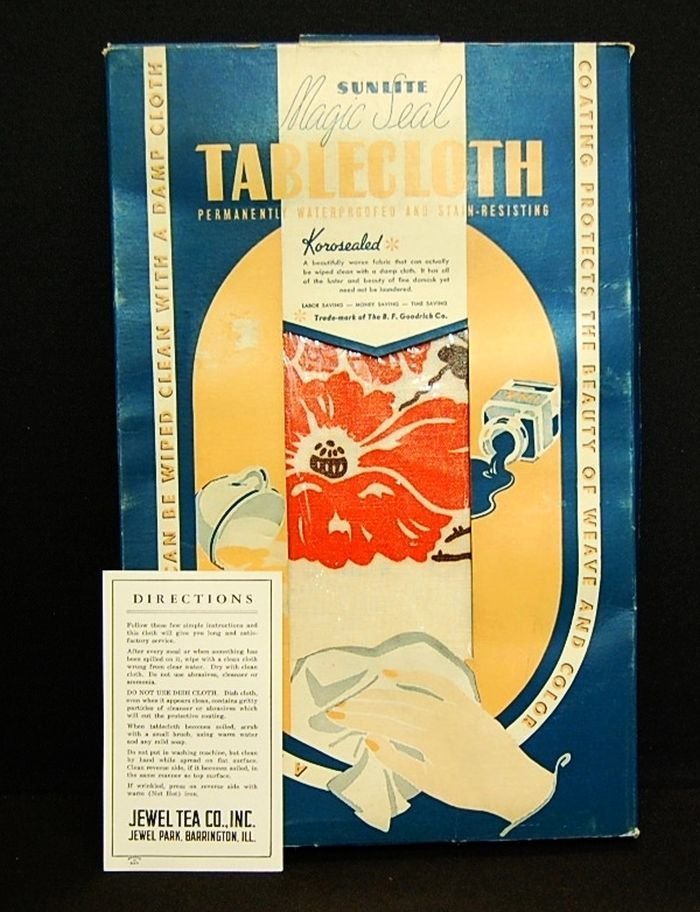 SUNLITE
Magic Seal
TABLECLOTH
PERMANENTLY WATERPROOFED AND STAIN-RESISTING
Korosealed *
A beautifully woven fabric that can actually
be wiped clean with a damp cloth. It has all
of the luster and beauty of fine damask yet
need not be laundered.
LABOR SAVING — MONEY SAVING — TIME SAVING
* Trade-mark of The B. F. Goodrich Co.
CAN BE WIPED CLEAN WITH A DAMP CLOTH
COATING PROTECTS THE BEAUTY OF WEAVE AND COLOR
A
DIRECTIONS
Follow these few simple instructions and
this cloth will give you long and satis-
factory service.
After every meal or when something has
been spilled on it, wipe with a clean cloth
wrung from clear water. Dry with clean
cloth. Do not use abrasives, cleanser or
ammonia.
DO NOT USE DISH CLOTH. Dish cloth,
even when it appears clean, contains gritty
particles of cleanser or abrasives which
will cut the protective coating.
When tablecloth becomes soiled, scrub
with a small brush, using warm water
and any mild soap.
Do not put in washing machine, but clean
by hand while spread on flat surface.
Clean reverse side, if it becomes soiled, in
the same manner as top surface.
If wrinkled, press on reverse side with
warm (Not Hot) iron.
JEWEL TEA CO., INC.
JEWEL PARK, BARRINGTON, ILL.